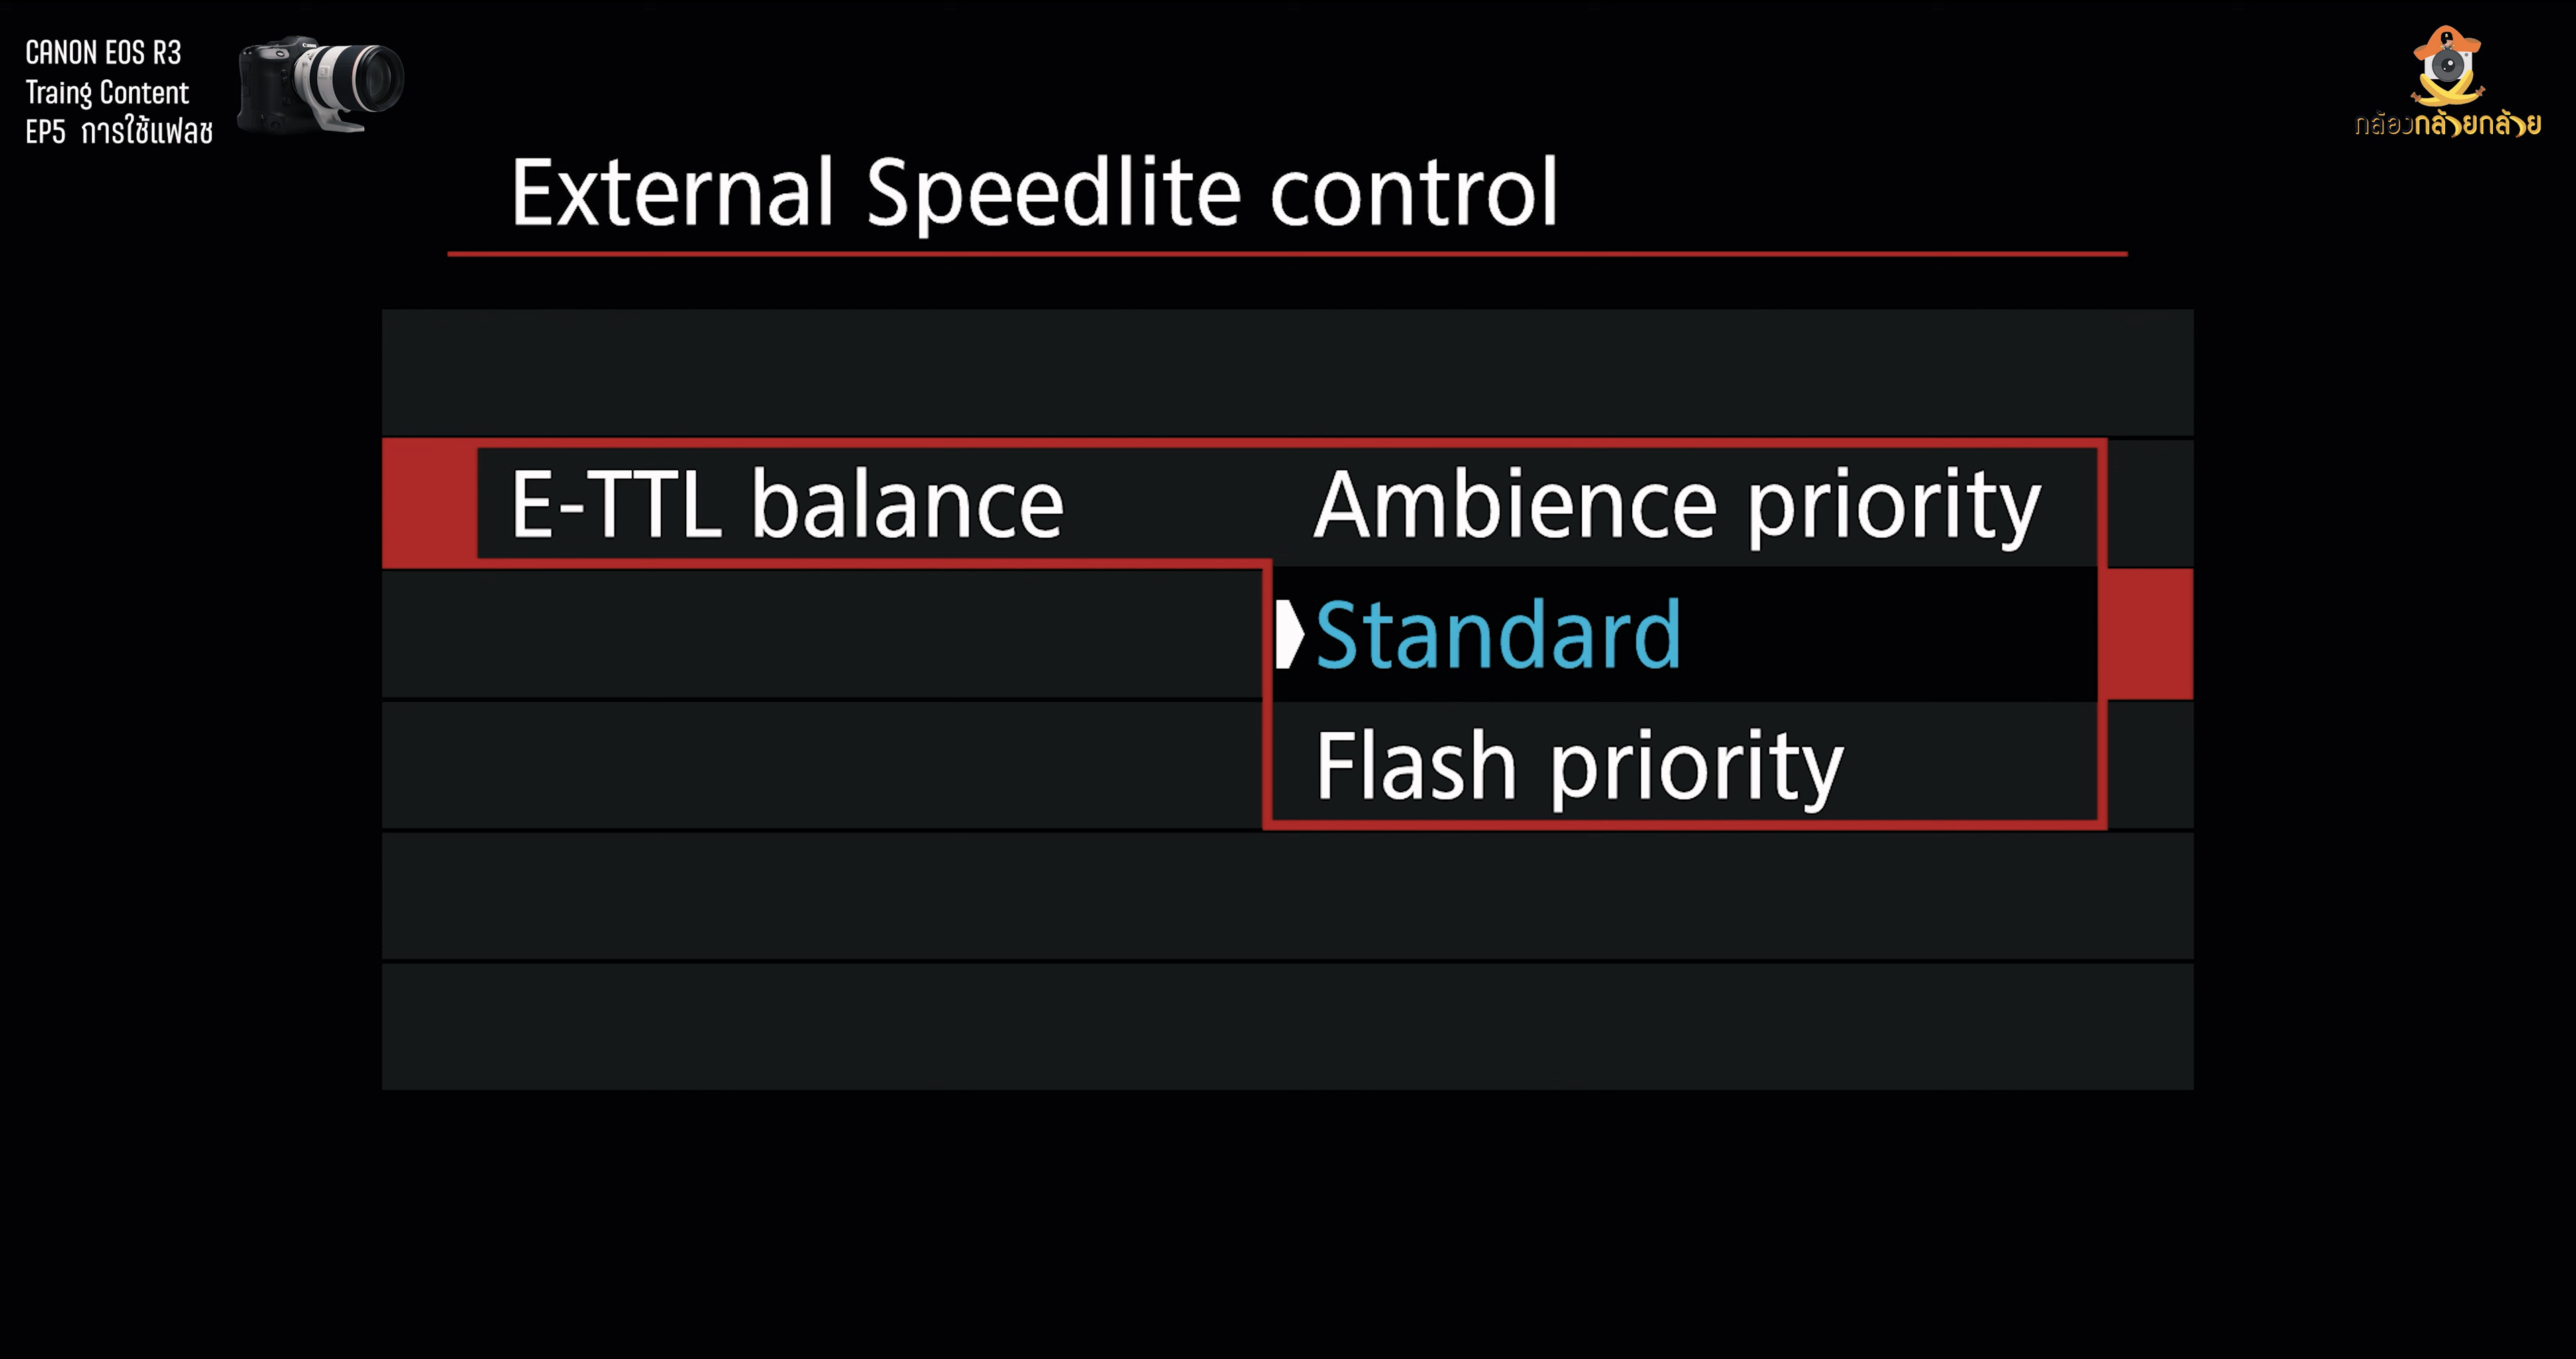 CANON EOS R3
Traing Content
EP5 การใช้แฟลช
กล้องกล้วยกล้วย
External Speedlite control
E-TTL balance
Ambience priority
Standard
Flash priority